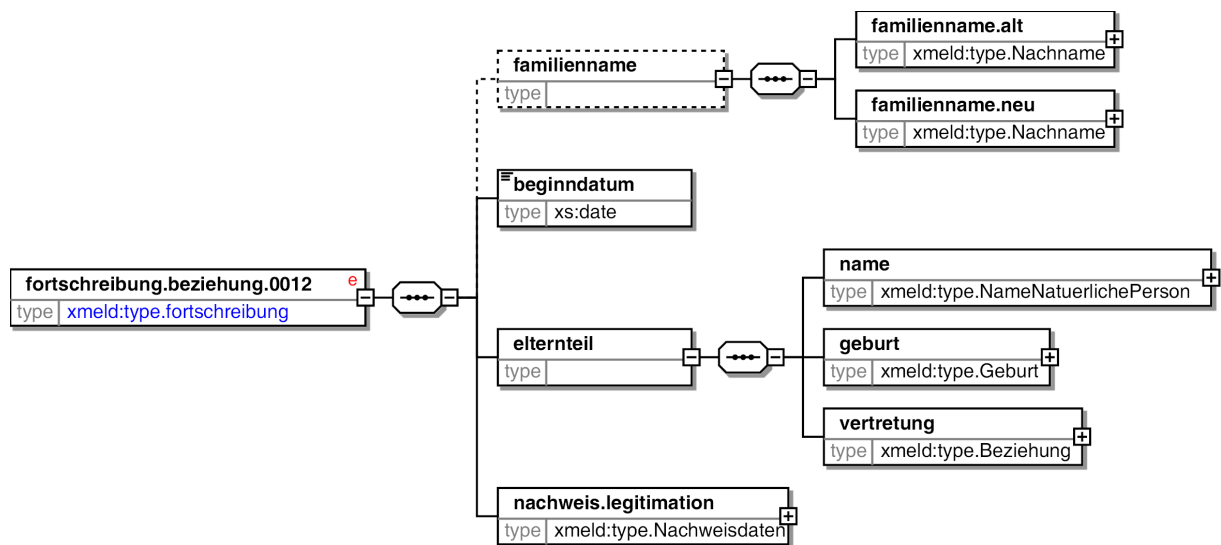 familienname.alt
type xmeld:type.Nachname
familienname
type
familienname.neu
type xmeld:type.Nachname
beginndatum
type xs:date
fortschreibung.beziehung.0012 e
type xmeld:type.fortschreibung
name
type xmeld:type.NameNatuerlichePerson
elternteil
type
geburt
type xmeld:type.Geburt
vertretung
type xmeld:type.Beziehung
nachweis.legitimation
type xmeld:type.Nachweisdaten